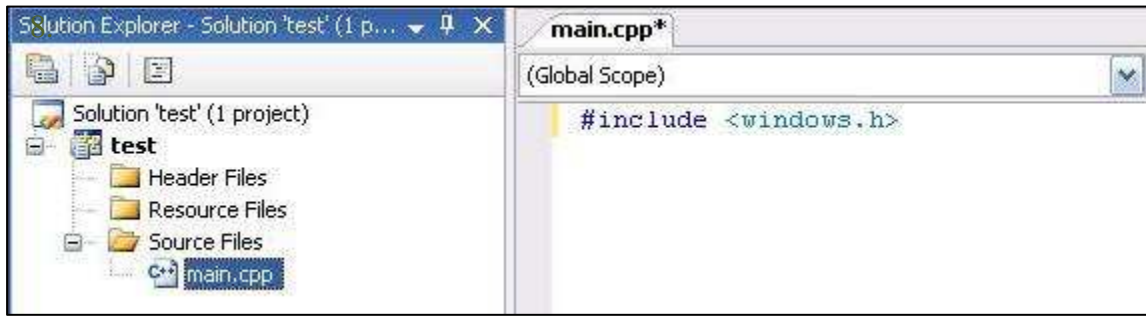 Solution Explorer - Solution 'test' (1 p...
main.cpp*
(Global Scope)
Solution 'test' (1 project)
test
Header Files
Resource Files
Source Files
main.cpp
#include <windows.h>